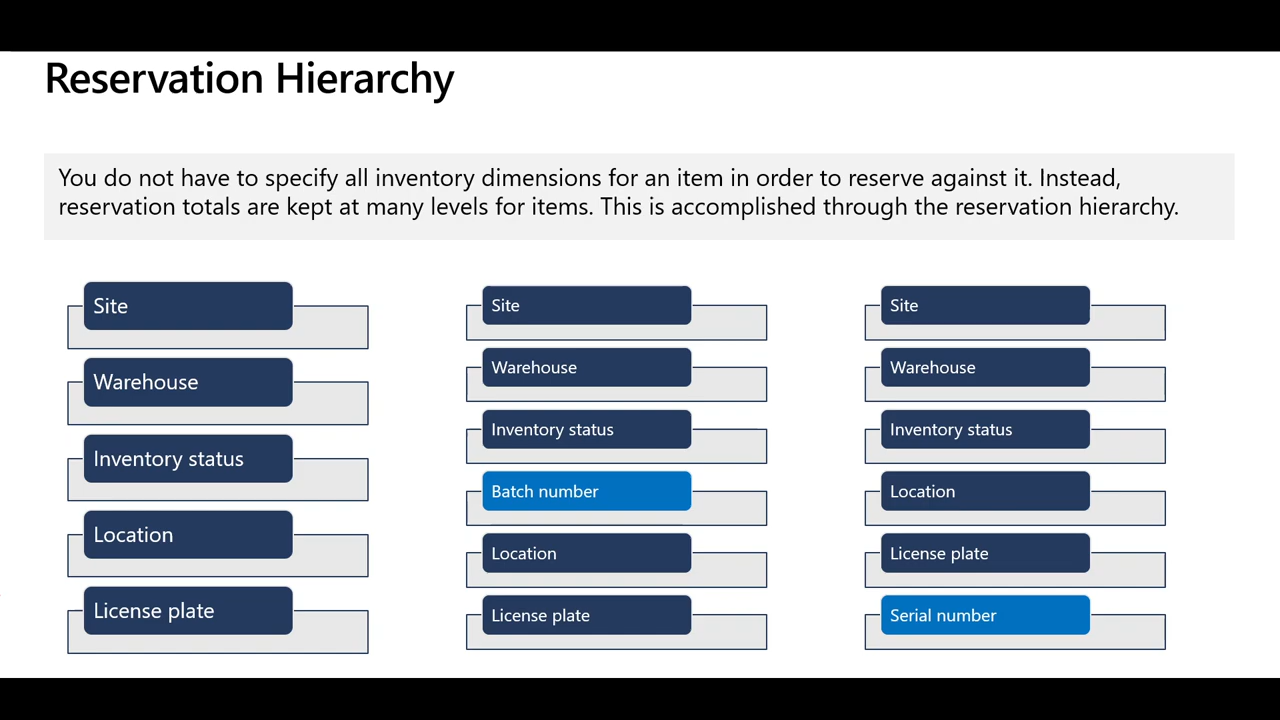 Reservation Hierarchy
You do not have to specify all inventory dimensions for an item in order to reserve against it. Instead,
reservation totals are kept at many levels for items. This is accomplished through the reservation hierarchy.
Site
Warehouse
Inventory status
Location
License plate
Site
Warehouse
Inventory status
Batch number
Location
License plate
Site
Warehouse
Inventory status
Location
License plate
Serial number